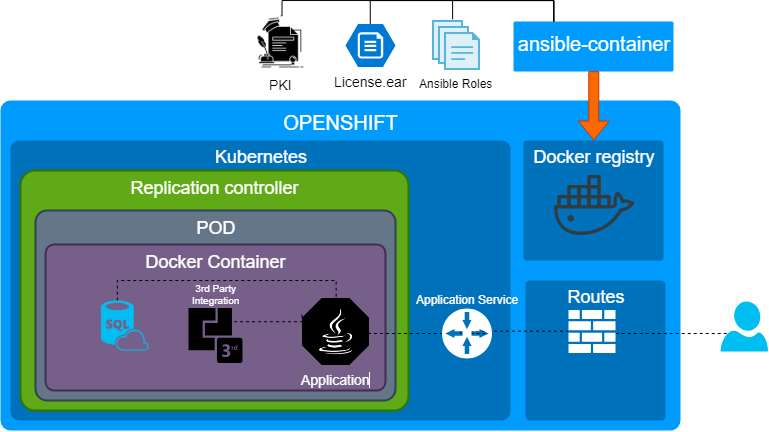 ansible-container
PKI
License.ear
Ansible Roles
OPENSHIFT
Kubernetes
Docker registry
Replication controller
POD
Docker Container
3rd Party
Integration
SQL
3rd
Application
Application Service
Routes